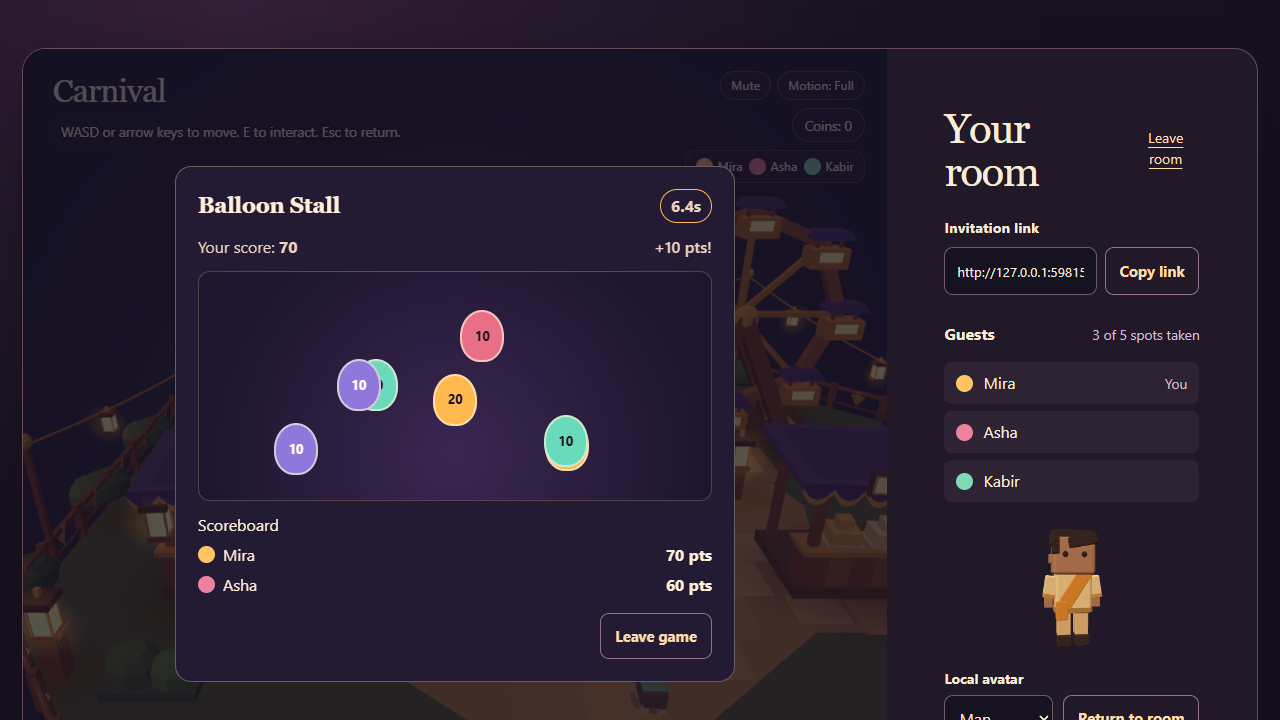 Carnival
Mute
Motion: Full
WASD or arrow keys to move. E to interact. Esc to return.
Coins: 0
Mira
Asha
Kabir
Balloon Stall
6.4s
Your score: 70
+10 pts!
10
10
20
10
10
Scoreboard
Mira
70 pts
Asha
60 pts
Leave game
Your
room
Leave
room
Invitation link
http://127.0.0.1:59815
Copy link
Guests
3 of 5 spots taken
Mira
You
Asha
Kabir
Local avatar
Man
Return to room